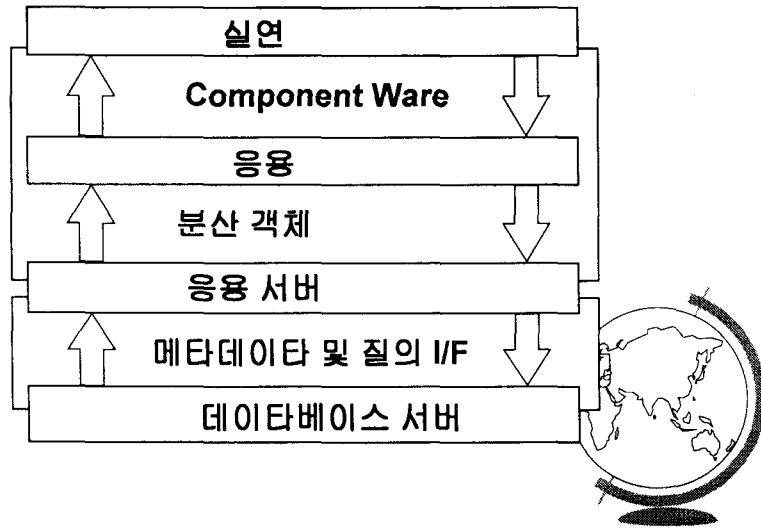 실연
Component Ware
응용
분산 객체
응용 서버
메타데이타 및 질의 I/F
데이타베이스 서버